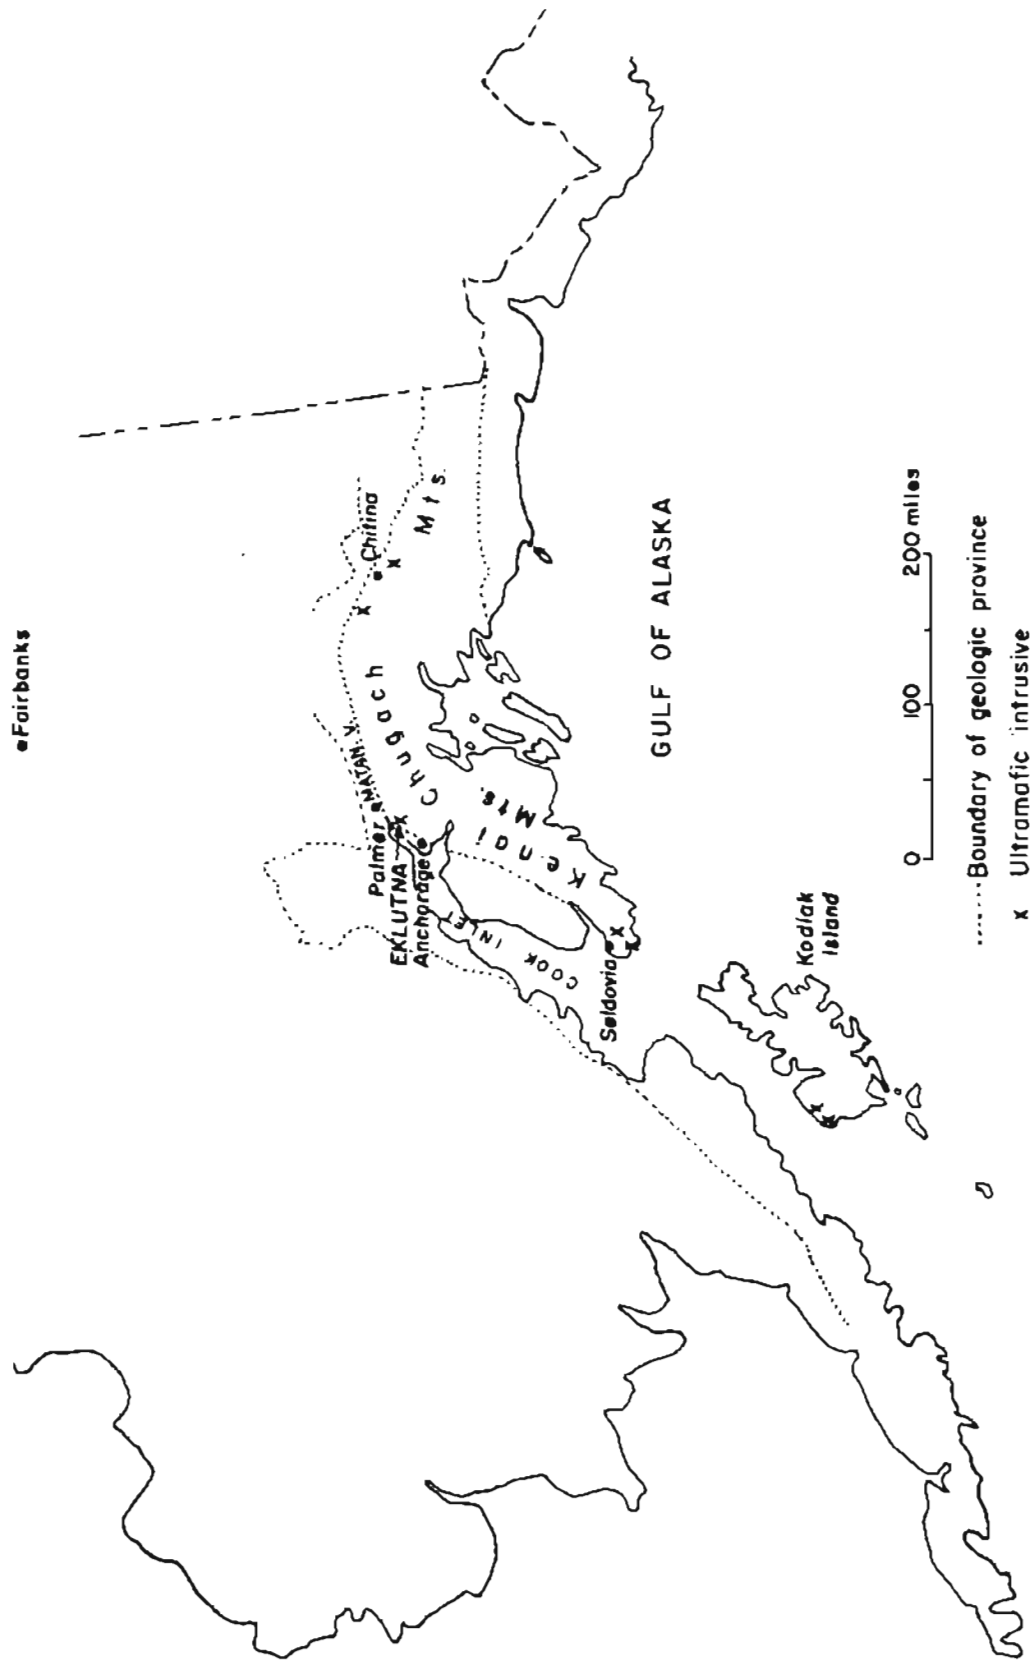 Fairbanks
Chitina
Mts.
Chugach
MATAN. V.
Palmer
EKLUTNA
Anchorage
Kenai
Mts.
COOK INLET
Seldovia
GULF OF ALASKA
Kodiak
Island
0 100 200 miles
Boundary of geologic province
x Ultramafic intrusive